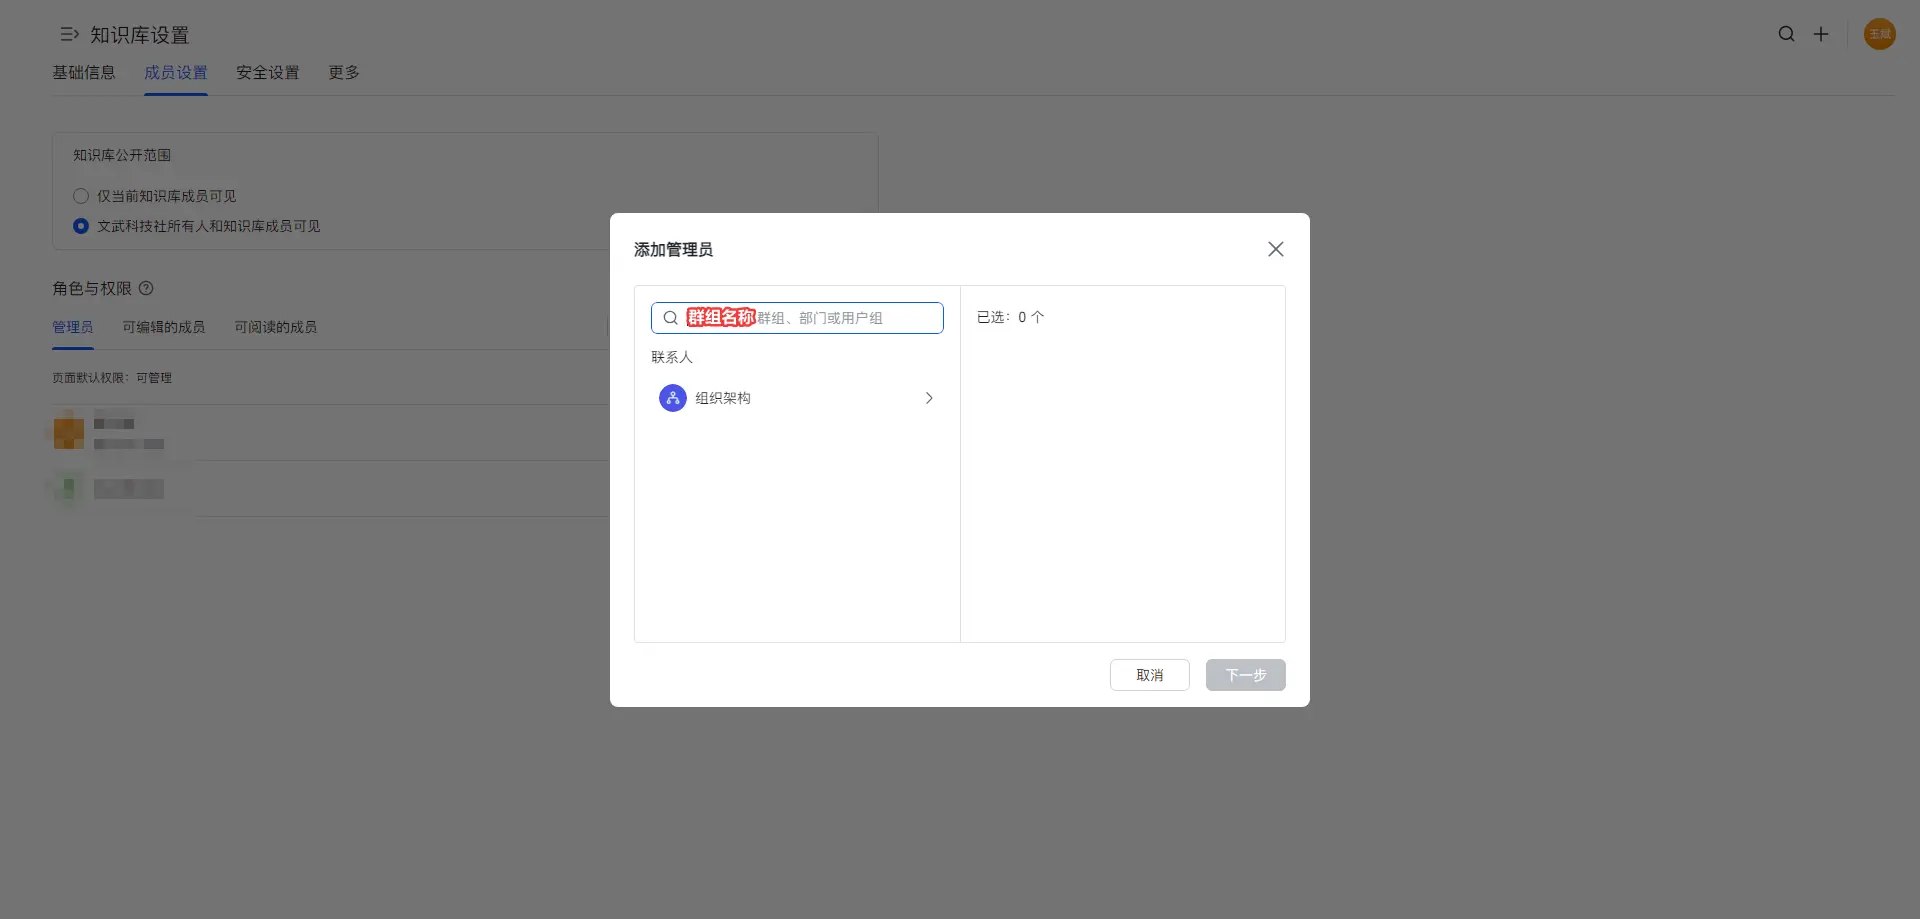 知识库设置
王斌
基础信息 成员设置 安全设置 更多
知识库公开范围
仅当前知识库成员可见
文武科技社所有人和知识库成员可见
角色与权限
管理员 可编辑的成员 可阅读的成员
页面默认权限：可管理
添加管理员
群组名称群组、部门或用户组
联系人
组织架构
已选：0 个
取消 下一步